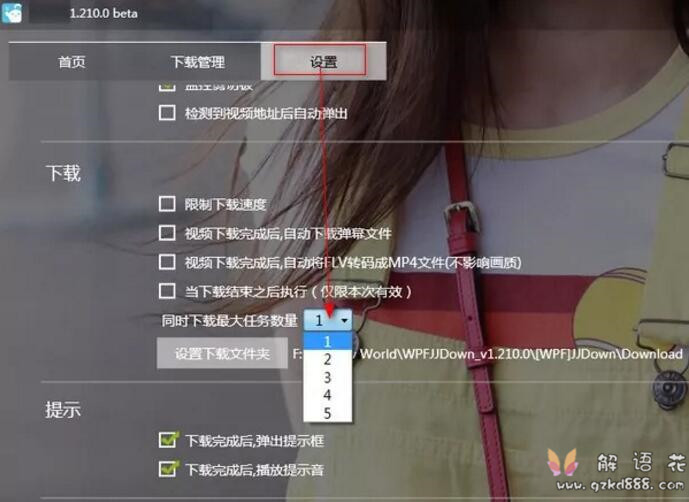 1.210.0 beta
首页
下载管理
设置
监控剪切板
检测到视频地址后自动弹出
下载
限制下载速度
视频下载完成后,自动下载弹幕文件
视频下载完成后,自动将FLV转码成MP4文件(不影响画质)
当下载结束之后执行（仅限本次有效）
同时下载最大任务数量 1
1
设置下载文件夹 F: World\WPFJJDown_v1.210.0\[WPF]JJDown\Download
2
3
4
5
提示
下载完成后,弹出提示框
下载完成后,播放提示音
解语花
www.gzkd888.com